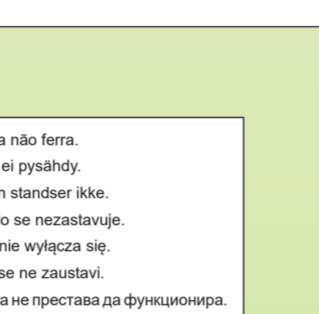 não ferra.
ei pysähdy.
standser ikke.
se nezastavuje.
nie wyłącza się.
se ne zaustavi.
не престава да функционира.